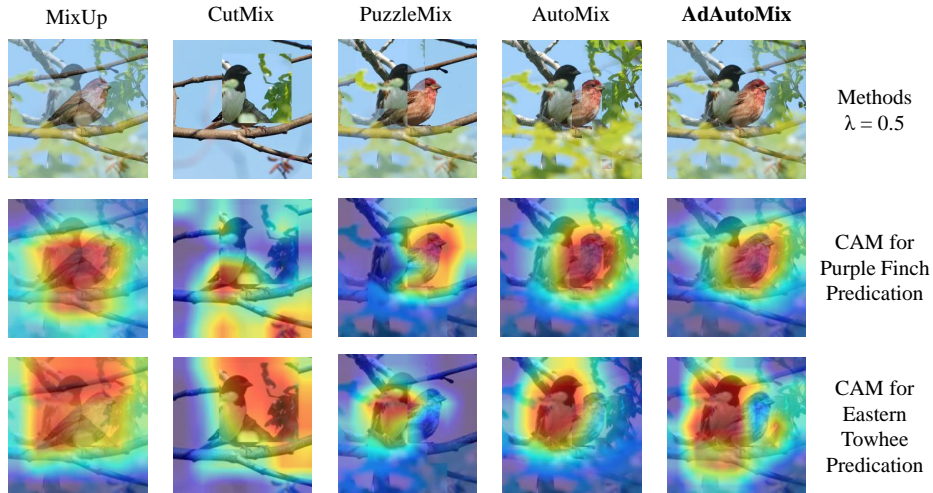 MixUp CutMix PuzzleMix AutoMix AdAutoMix
Methods
λ = 0.5
CAM for
Purple Finch
Predication
CAM for
Eastern
Towhee
Predication